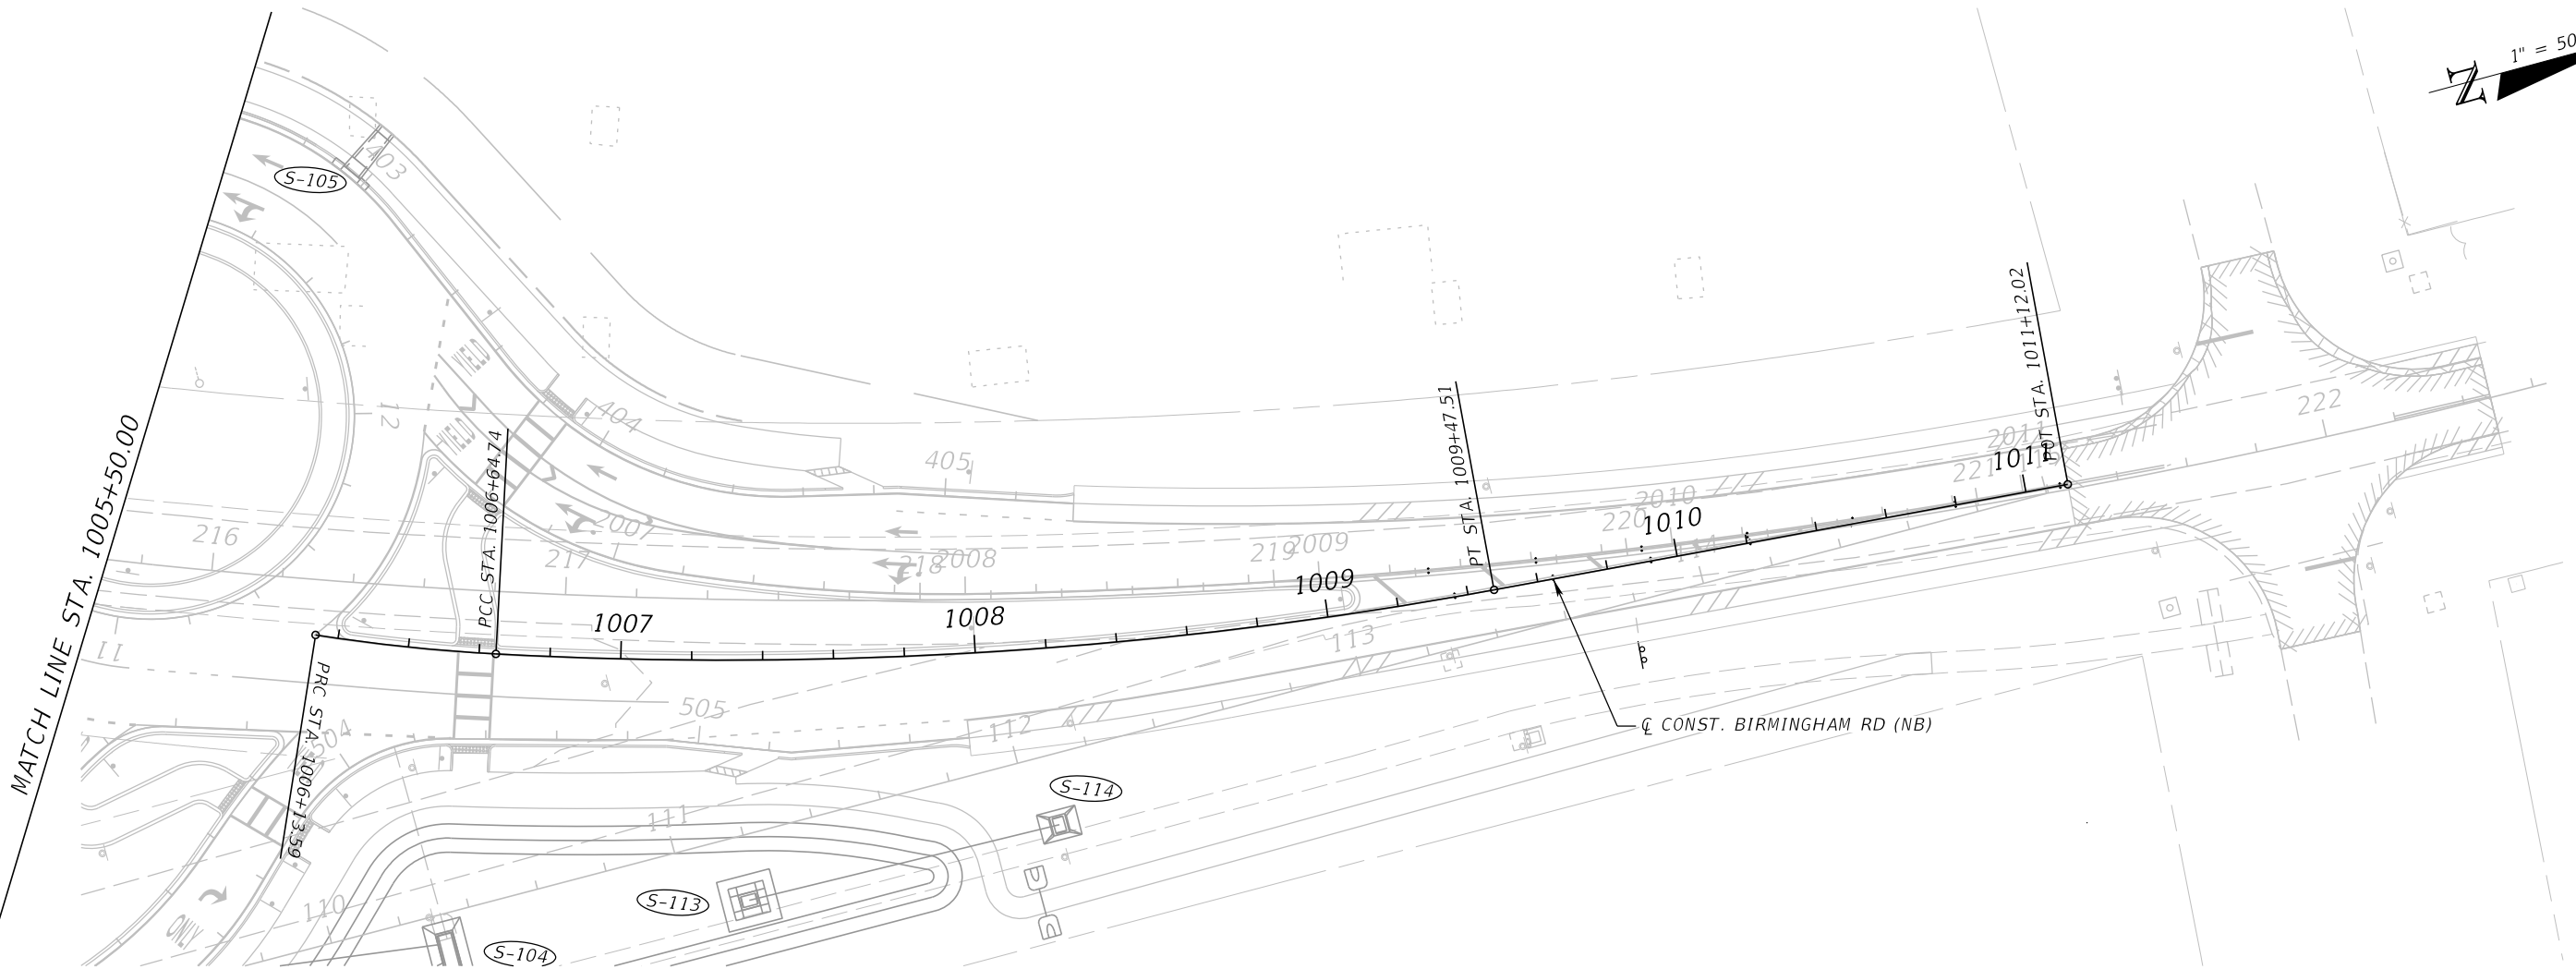 1" = 50
N
403
S-105
MATCH LINE STA. 1005+50.00
12
YIELD
YIELD
404
405
PCC STA. 1006+64.74
PT STA. 1009+47.51
POT STA. 1011+12.02
2011
222
221
1011
2010
220
1010
114
216
2007
217
218
2008
219
2009
1007
1008
1009
113
11
505
112
℄ CONST. BIRMINGHAM RD (NB)
PRC STA. 1006+13.59
504
S-114
111
S-113
110
ONLY
S-104